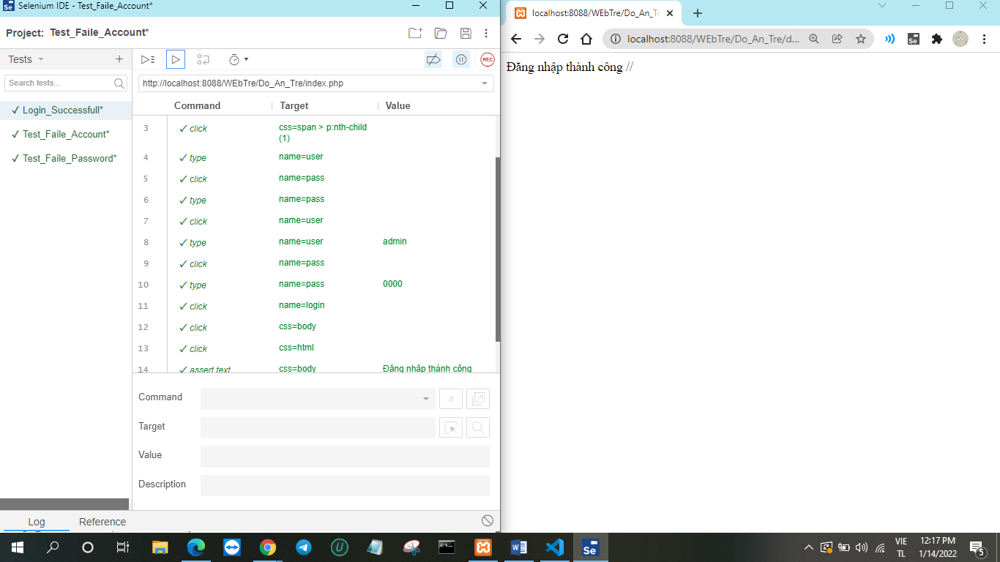 Selenium IDE - Test_Faile_Account*
Project: Test_Faile_Account*
Tests
Search tests...
✓ Login_Successfull*
✓ Test_Faile_Account*
✓ Test_Faile_Password*
REC
http://localhost:8088/WEbTre/Do_An_Tre/index.php
Command Target Value
3 ✓ click css=span > p:nth-child
(1)
4 ✓ type name=user
5 ✓ click name=pass
6 ✓ type name=pass
7 ✓ click name=user
8 ✓ type name=user admin
9 ✓ click name=pass
10 ✓ type name=pass 0000
11 ✓ click name=login
12 ✓ click css=body
13 ✓ click css=html
14 ✓ assert text css=body Đăng nhập thành công
Command
//
Target
Value
Description
Log Reference
localhost:8088/WEbTre/Do_An_Tr
localhost:8088/WEbTre/Do_An_Tre/d...
Se
Đăng nhập thành công //
U
W
Se
VIE
TL
12:17 PM
1/14/2022
5